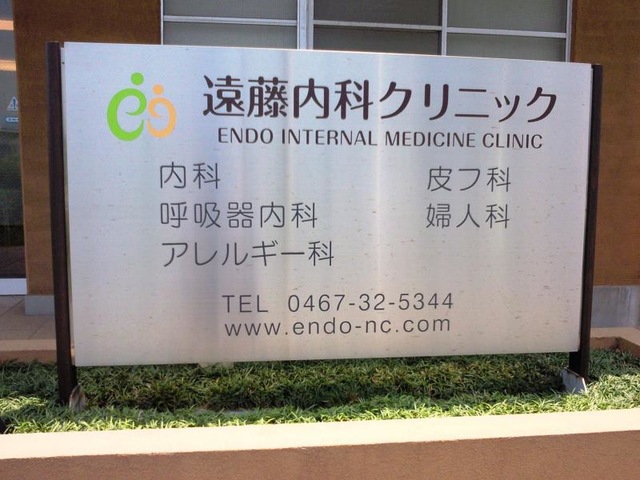 遠藤内科クリニック
ENDO INTERNAL MEDICINE CLINIC
内科
呼吸器内科
アレルギー科
皮フ科
婦人科
TEL 0467-32-5344
www.endo-nc.com